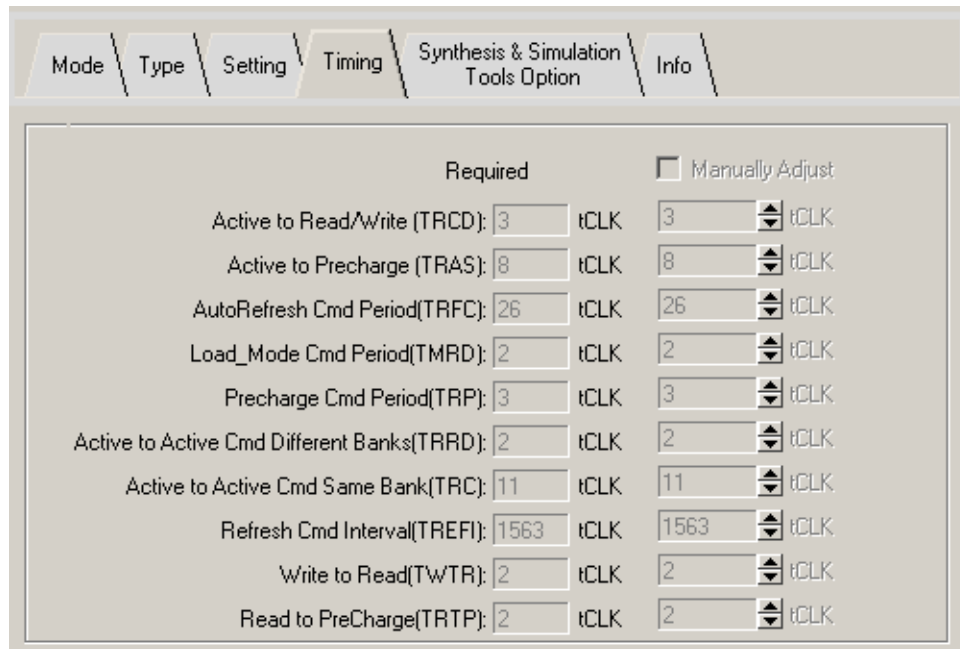 Mode Type Setting Timing Synthesis & Simulation Tools Option Info
Required Manually Adjust
Active to Read/Write (TRCD): 3 tCLK 3 tCLK
Active to Precharge (TRAS): 8 tCLK 8 tCLK
AutoRefresh Cmd Period(TRFC): 26 tCLK 26 tCLK
Load_Mode Cmd Period(TMRD): 2 tCLK 2 tCLK
Precharge Cmd Period(TRP): 3 tCLK 3 tCLK
Active to Active Cmd Different Banks(TRRD): 2 tCLK 2 tCLK
Active to Active Cmd Same Bank(TRC): 11 tCLK 11 tCLK
Refresh Cmd Interval(TREFI): 1563 tCLK 1563 tCLK
Write to Read(TWTR): 2 tCLK 2 tCLK
Read to PreCharge(TRTP): 2 tCLK 2 tCLK